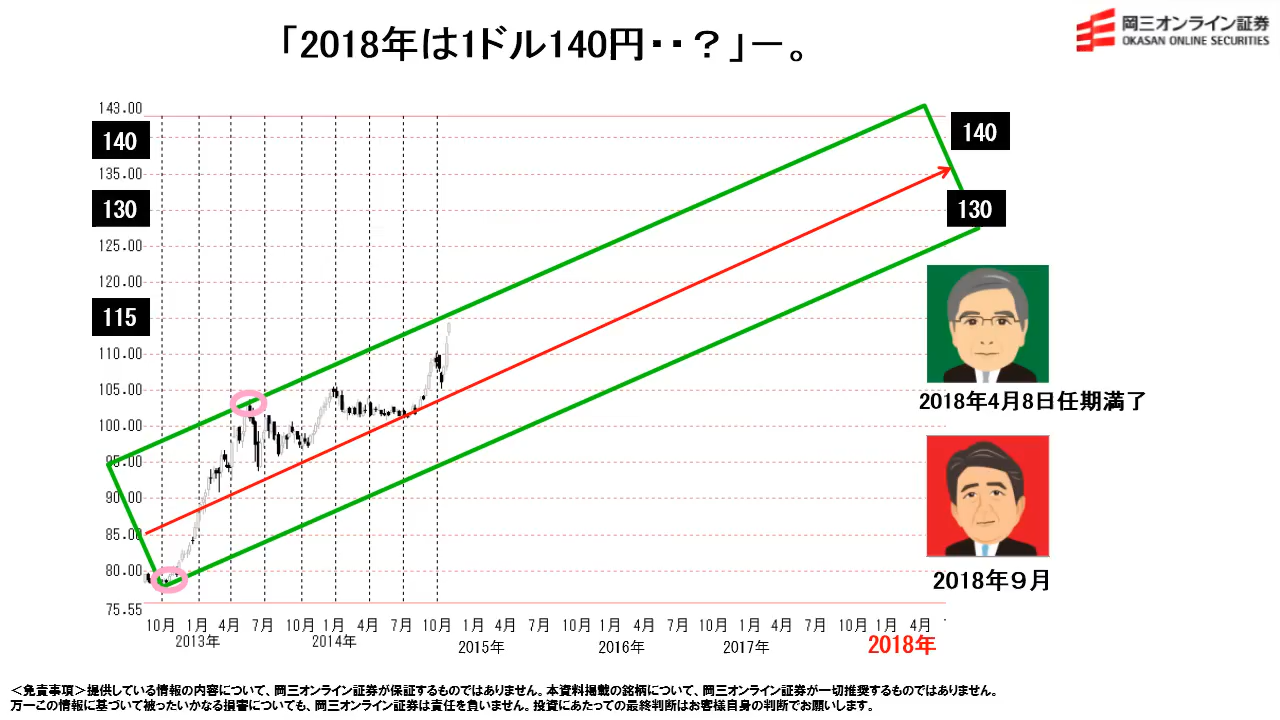 「2018年は1ドル140円・・？」ー。
岡三オンライン証券
OKASAN ONLINE SECURITIES
143.00
140
140
135.00
130
130
125.00
120.00
115
110.00
105.00
100.00
95.00
90.00
85.00
80.00
75.55
2018年4月8日任期満了
2018年９月
10月 1月 4月 7月 10月 1月 4月 7月 10月 1月 4月 7月 10月 1月 4月 7月 10月 1月 4月 7月 10月 1月 4月
2013年 2014年 2015年 2016年 2017年 2018年
＜免責事項＞提供している情報の内容について、岡三オンライン証券が保証するものではありません。本資料掲載の銘柄について、岡三オンライン証券が一切推奨するものではありません。
万一この情報に基づいて被ったいかなる損害についても、岡三オンライン証券は責任を負いません。投資にあたっての最終判断はお客様自身の判断でお願いします。